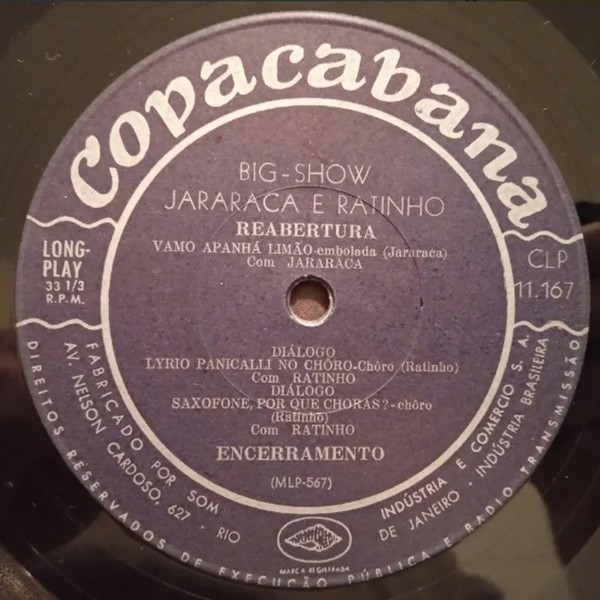 Copacabana
BIG-SHOW
JARARACA E RATINHO
REABERTURA
VAMO APANHÁ LIMÃO-embolada (Jararaca)
Com JARARACA
LONG-
PLAY
33 1/3
R.P.M.
CLP
11.167
DIÁLOGO
LYRIO PANICALLI NO CHÔRO-Chôro (Ratinho)
Com RATINHO
DIÁLOGO
SAXOFONE, POR QUE CHORAS?-chôro
(Ratinho)
Com RATINHO
ENCERRAMENTO
(MLP-567)
FABRICADO POR SOM INDÚSTRIA E COMERCIO S. A.
AV. NELSON CARDOSO, 627 · RIO DE JANEIRO · INDÚSTRIA BRASILEIRA
MARCA REGISTRADA
DIREITOS RESERVADOS DE EXECUÇÃO PÚBLICA E RADIO TRANSMISSÃO